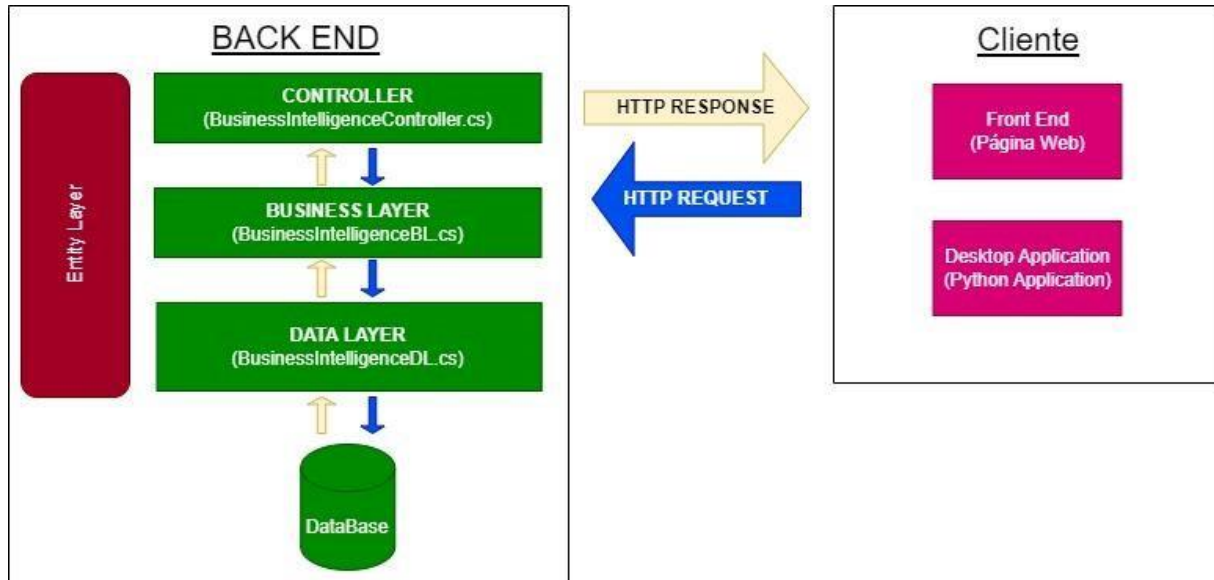 BACK END
Entity Layer
CONTROLLER
(BusinessIntelligenceController.cs)
BUSINESS LAYER
(BusinessIntelligenceBL.cs)
DATA LAYER
(BusinessIntelligenceDL.cs)
DataBase
HTTP RESPONSE
HTTP REQUEST
Cliente
Front End
(Página Web)
Desktop Application
(Python Application)